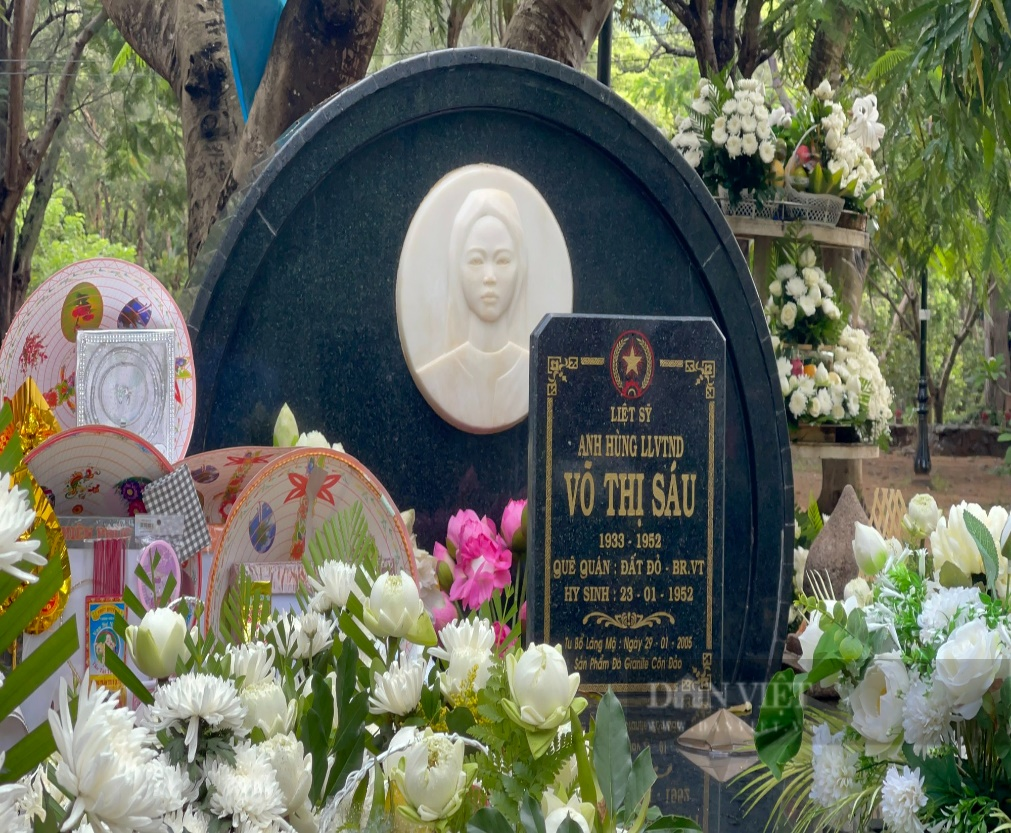 LIỆT SỸ
ANH HÙNG LLVTND
VÕ THỊ SÁU
1933 - 1952
QUÊ QUÁN : ĐẤT ĐỎ - BR.VT
HY SINH : 23 - 01 - 1952
Tu Bổ Lăng Mộ : Ngày 29 - 01 - 2005
Sản Phẩm Đá Granite Côn Đảo
DÂN VIỆT